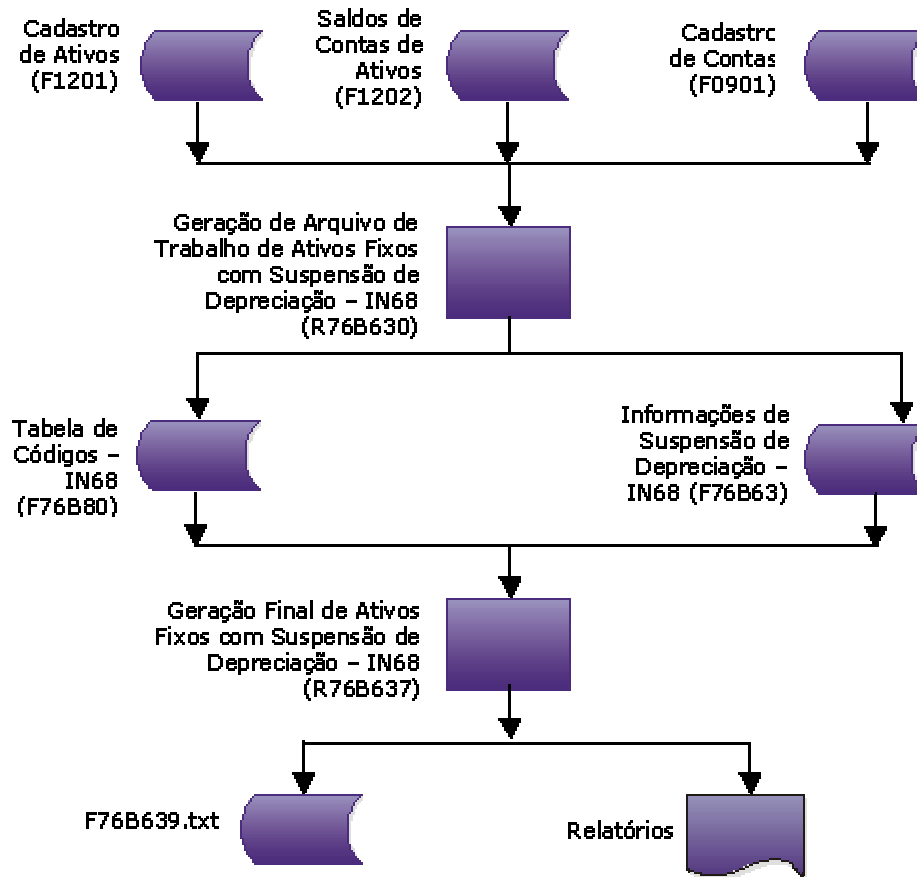 Cadastro
de Ativos
(F1201)
Saldos de
Contas de
Ativos
(F1202)
Cadastrc
de Contas
(F0901)
Geração de Arquivo de
Trabalho de Ativos Fixos
com Suspensão de
Depreciação – IN68
(R76B630)
Tabela de
Códigos –
IN68
(F76B80)
Informações de
Suspensão de
Depreciação –
IN68 (F76B63)
Geração Final de Ativos
Fixos com Suspensão de
Depreciação – IN68
(R76B637)
F76B639.txt
Relatórios